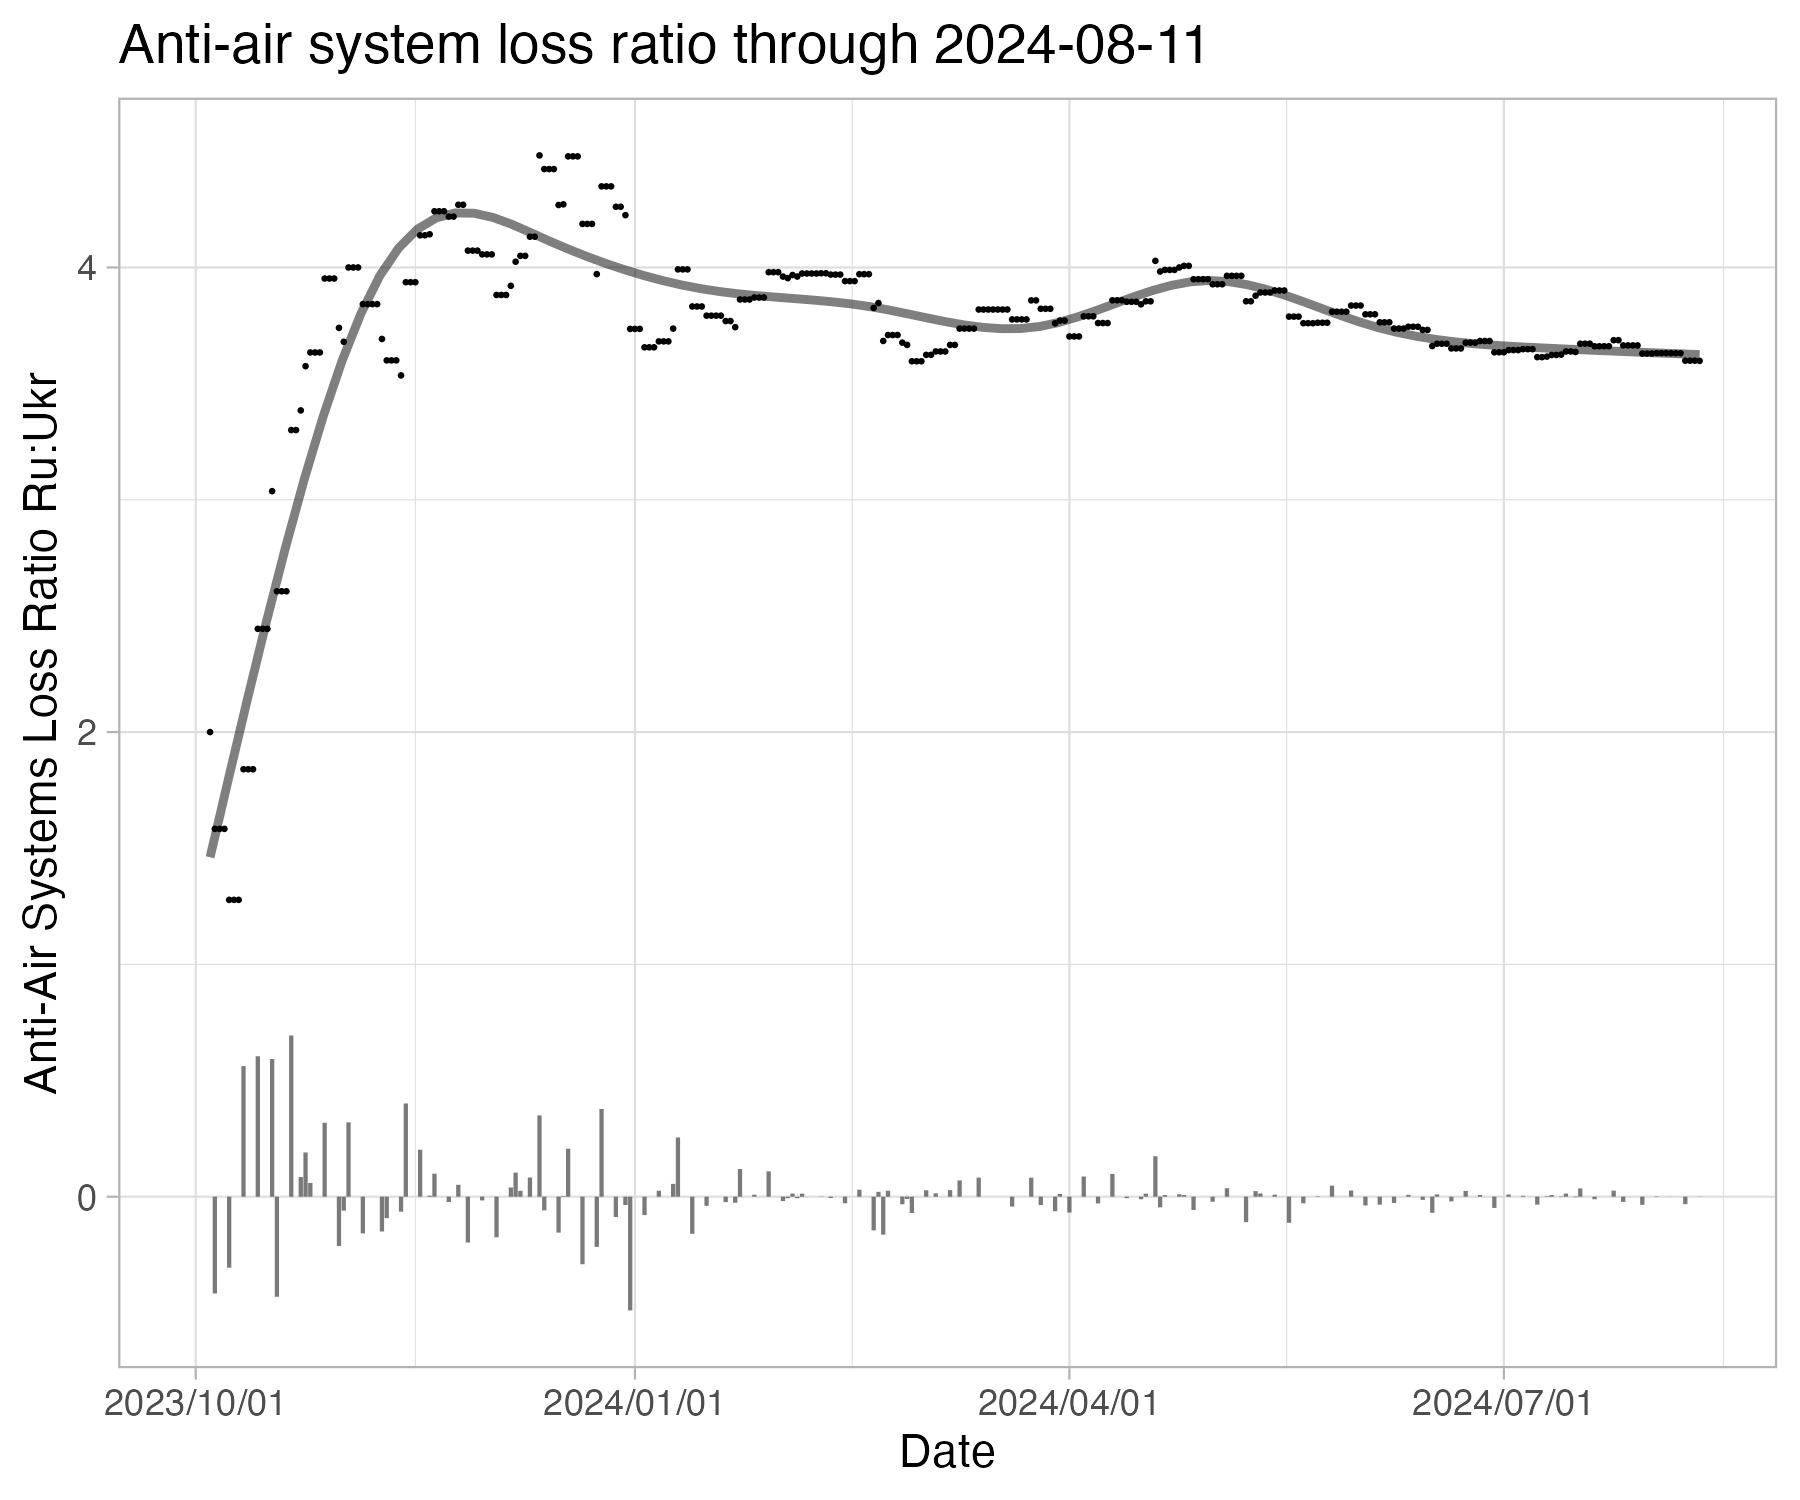 Anti-air system loss ratio through 2024-08-11
Anti-Air Systems Loss Ratio Ru:Ukr
4
2
0
2023/10/01
2024/01/01
2024/04/01
2024/07/01
Date